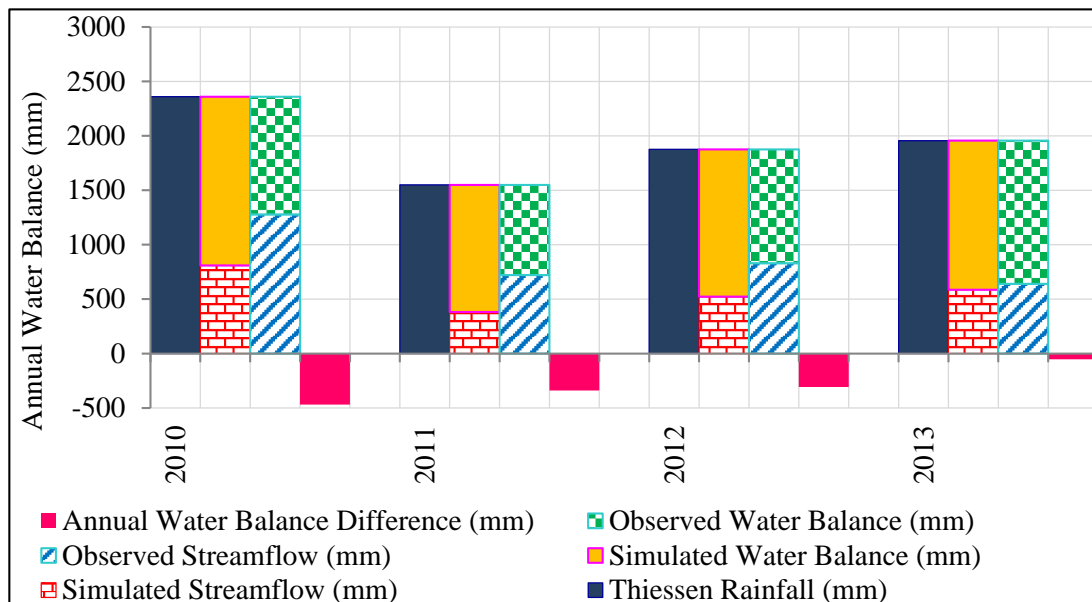 Annual Water Balance (mm)
3000
2500
2000
1500
1000
500
0
-500
2010
2011
2012
2013
Annual Water Balance Difference (mm)
Observed Water Balance (mm)
Observed Streamflow (mm)
Simulated Water Balance (mm)
Simulated Streamflow (mm)
Thiessen Rainfall (mm)